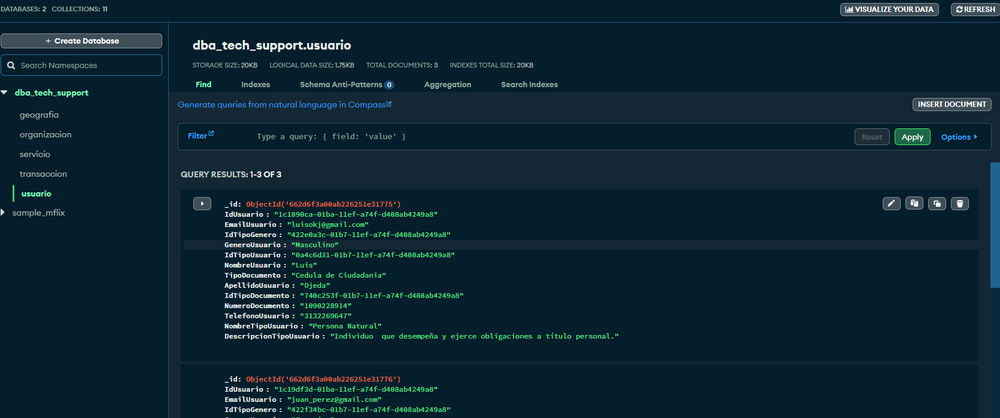 DATABASES: 2 COLLECTIONS: 11
VISUALIZE YOUR DATA
REFRESH
+ Create Database
Search Namespaces
dba_tech_support
geografia
organizacion
servicio
transaccion
usuario
sample_mflix
dba_tech_support.usuario
STORAGE SIZE: 20KB LOGICAL DATA SIZE: 1.75KB TOTAL DOCUMENTS: 3 INDEXES TOTAL SIZE: 20KB
Find Indexes Schema Anti-Patterns 0 Aggregation Search Indexes
Generate queries from natural language in Compass
INSERT DOCUMENT
Filter
Type a query: { field: 'value' }
Reset
Apply
Options
QUERY RESULTS: 1-3 OF 3
_id: ObjectId('662d6f3a00ab226251e31775')
IdUsuario : "1c1890ca-01ba-11ef-a74f-d408ab4249a8"
EmailUsuario : "luisokj@gmail.com"
IdTipoGenero : "422e0a3c-01b7-11ef-a74f-d408ab4249a8"
GeneroUsuario : "Masculino"
IdTipoUsuario : "0a4c6d31-01b7-11ef-a74f-d408ab4249a8"
NombreUsuario : "Luis"
TipoDocumento : "Cedula de Ciudadania"
ApellidoUsuario : "Ojeda"
IdTipoDocumento : "740c253f-01b7-11ef-a74f-d408ab4249a8"
NumeroDocumento : "1090228914"
TelefonoUsuario : "3132269647"
NombreTipoUsuario : "Persona Natural"
DescripcionTipoUsuario : "Individuo  que desempeña y ejerce obligaciones a título personal."
_id: ObjectId('662d6f3a00ab226251e31776')
IdUsuario : "1c19df3d-01ba-11ef-a74f-d408ab4249a8"
EmailUsuario : "juan_perez@gmail.com"
IdTipoGenero : "422f34bc-01b7-11ef-a74f-d408ab4249a8"